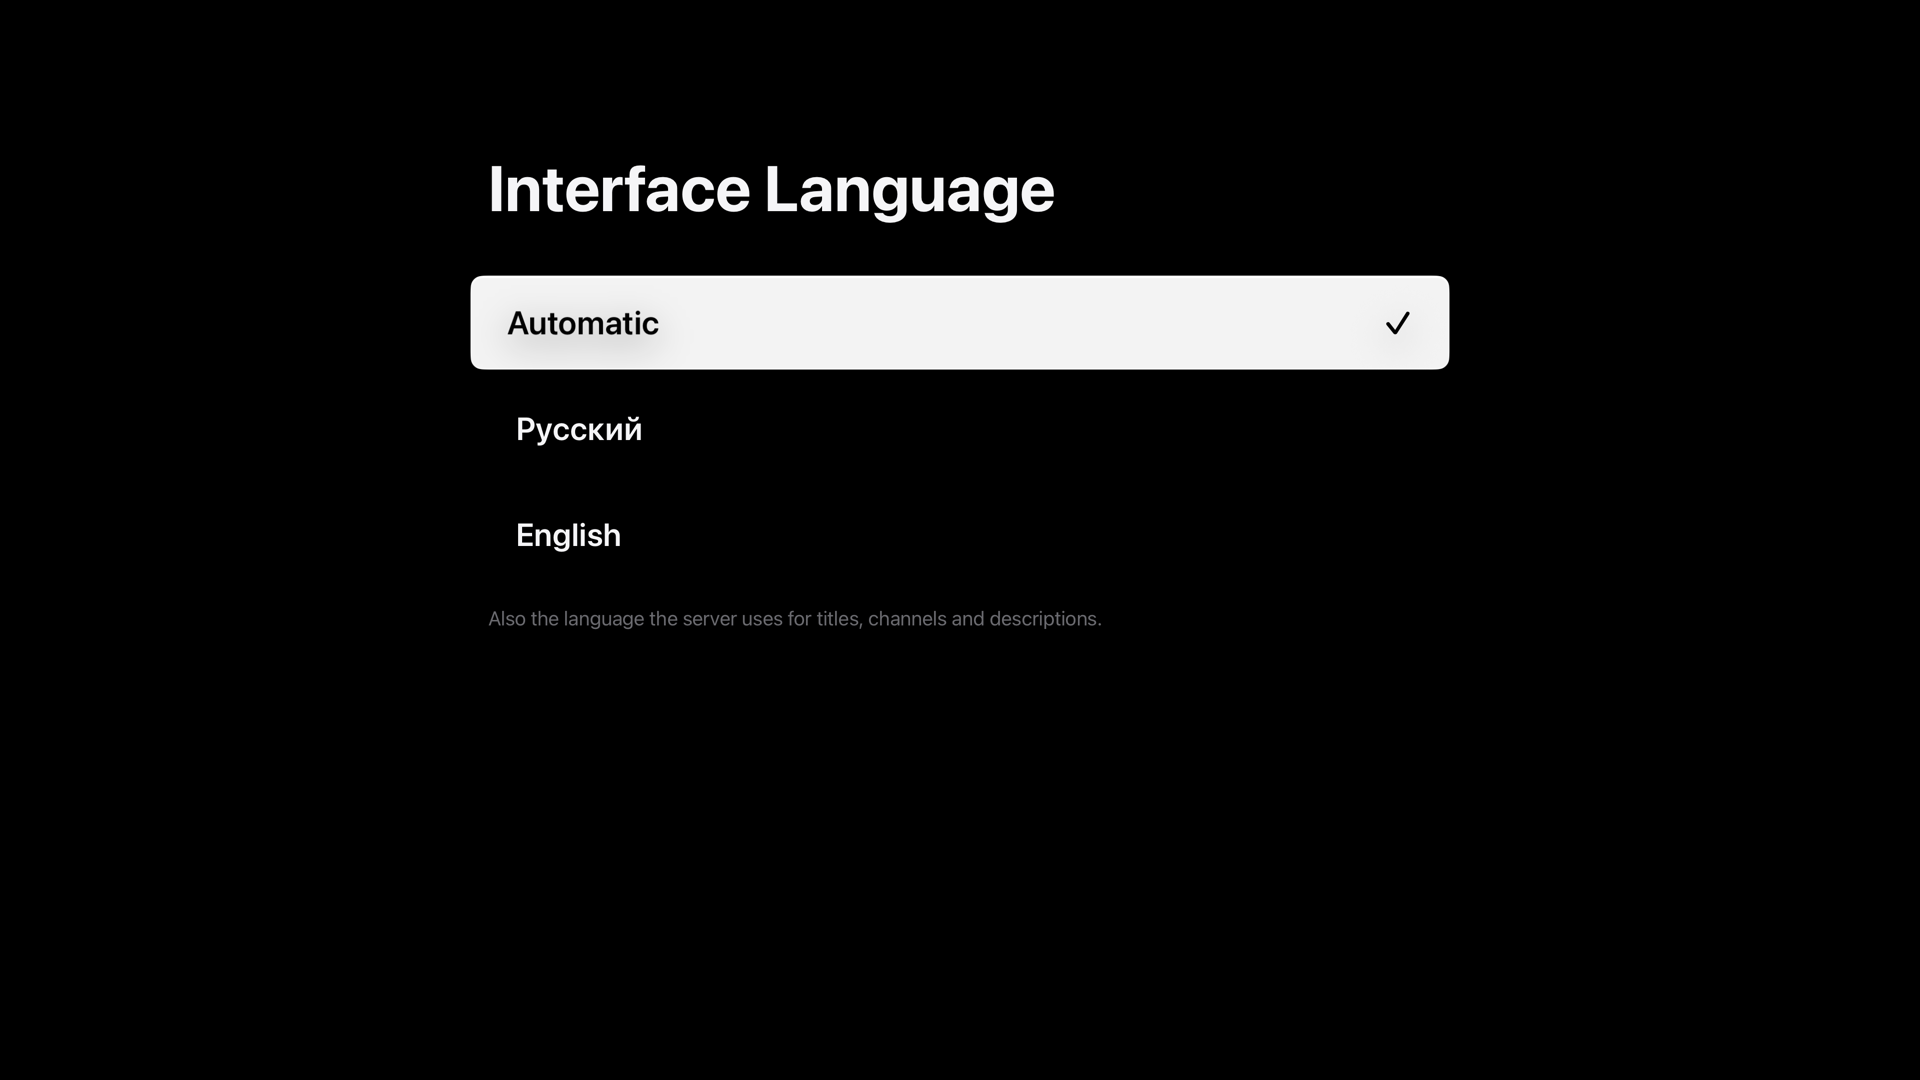 Interface Language
Automatic
Русский
English
Also the language the server uses for titles, channels and descriptions.